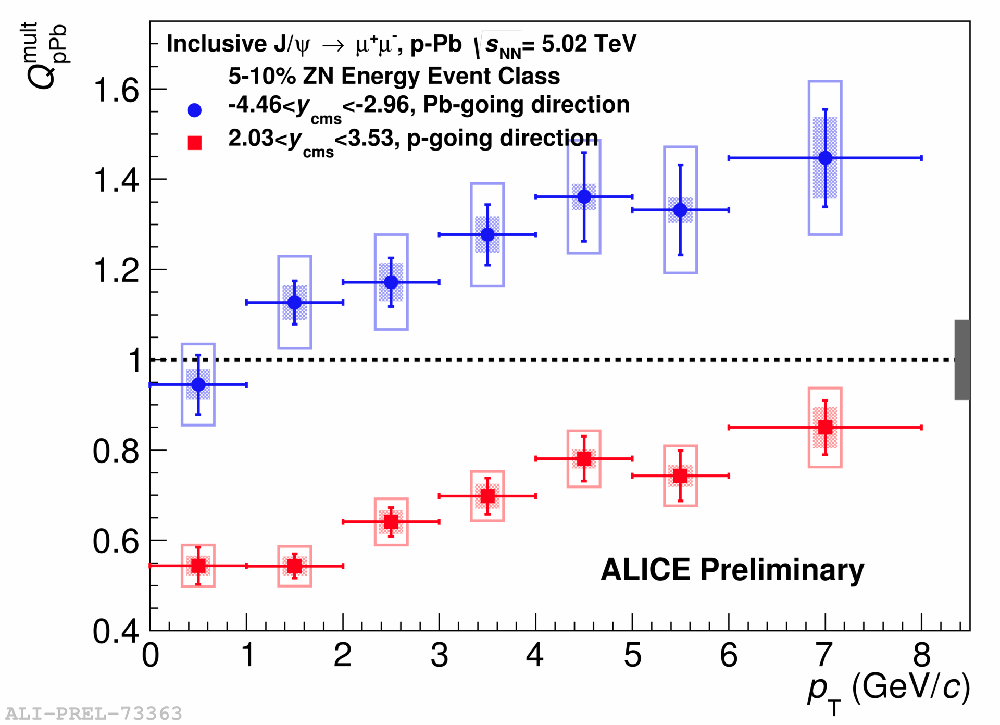 Q^mult_pPb
Inclusive J/ψ → μ⁺μ⁻, p-Pb √s_NN= 5.02 TeV
5-10% ZN Energy Event Class
-4.46<y_cms<-2.96, Pb-going direction
2.03<y_cms<3.53, p-going direction
1.6
1.4
1.2
1
0.8
0.6
0.4
ALICE Preliminary
0 1 2 3 4 5 6 7 8
p_T (GeV/c)
ALI-PREL-73363